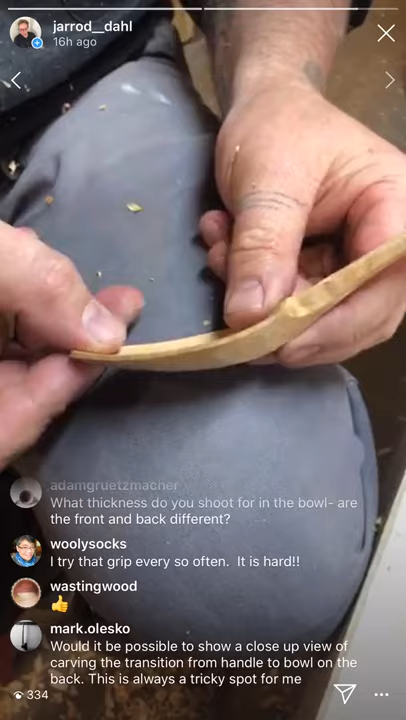 jarrod__dahl
16h ago
adamgruetzmacher
What thickness do you shoot for in the bowl- are
the front and back different?
woolysocks
I try that grip every so often. It is hard!!
wastingwood
👍
mark.olesko
Would it be possible to show a close up view of
carving the transition from handle to bowl on the
back. This is always a tricky spot for me
334